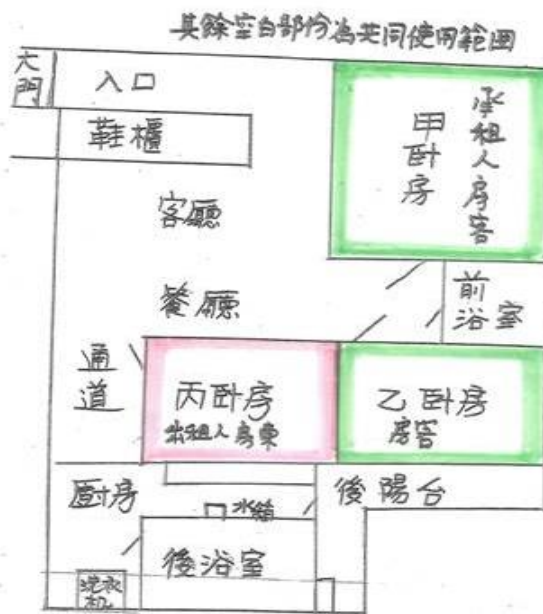 其餘空白部份為共同使用範囲
大門
入口
鞋櫃
甲臥房
承租人房客
客廳
餐廳
前浴室
通道
丙臥房
出租人房東
乙臥房
房客
廚房
水箱
後陽台
後浴室
洗衣机